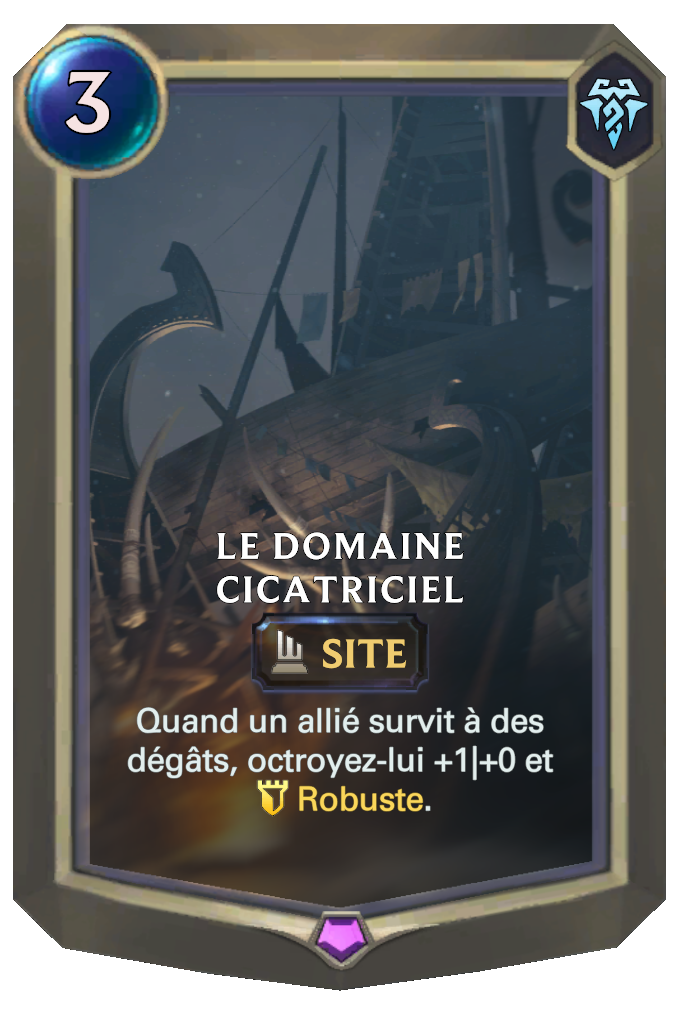 3
LE DOMAINE
CICATRICIEL
SITE
Quand un allié survit à des
dégâts, octroyez-lui +1|+0 et
Robuste.